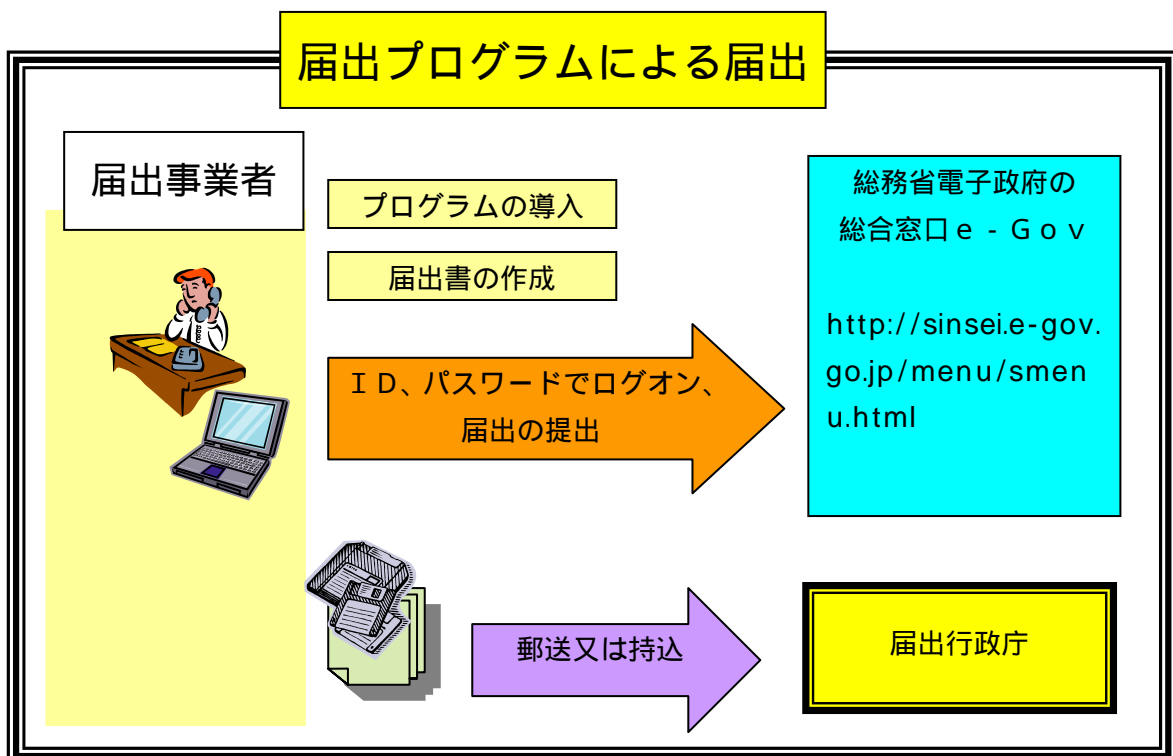 届出プログラムによる届出
届出事業者
プログラムの導入
届出書の作成
ＩＤ、パスワードでログオン、
届出の提出
総務省電子政府の
総合窓口ｅ‐Ｇｏｖ
http://sinsei.e-gov.
go.jp/menu/smen
u.html
郵送又は持込
届出行政庁